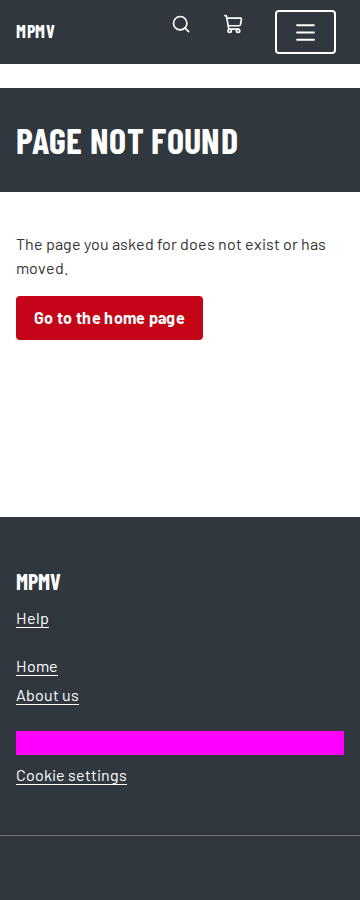 MPMV
PAGE NOT FOUND
The page you asked for does not exist or has
moved.
Go to the home page
MPMV
Help
Home
About us
Cookie settings